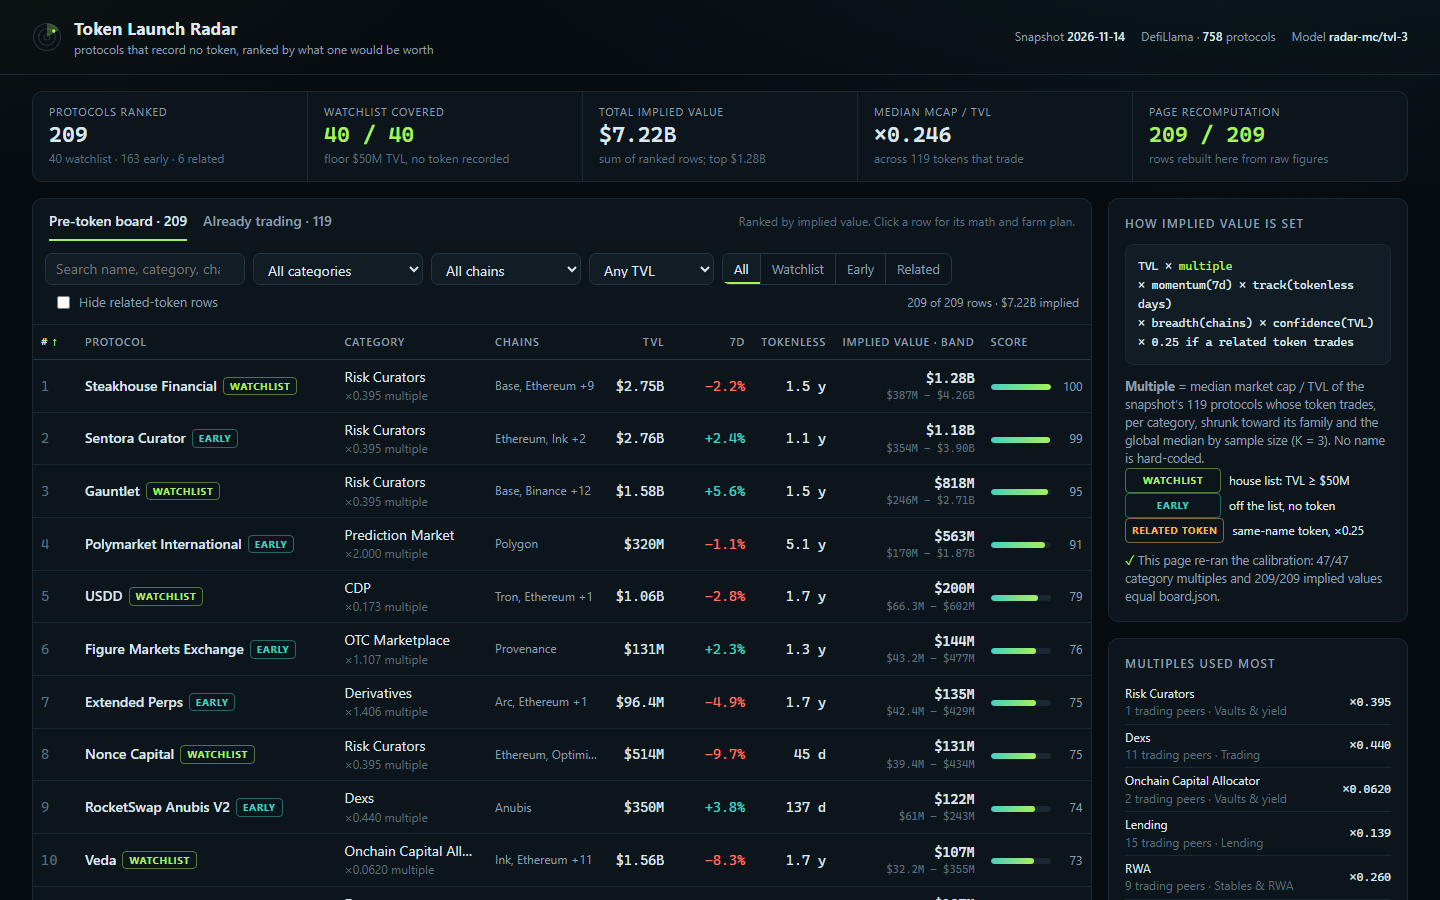 Token Launch Radar
protocols that record no token, ranked by what one would be worth
Snapshot 2026-11-14 DefiLlama · 758 protocols Model radar-mc/tvl-3
PROTOCOLS RANKED
209
40 watchlist · 163 early · 6 related
WATCHLIST COVERED
40 / 40
floor $50M TVL, no token recorded
TOTAL IMPLIED VALUE
$7.22B
sum of ranked rows; top $1.28B
MEDIAN MCAP / TVL
×0.246
across 119 tokens that trade
PAGE RECOMPUTATION
209 / 209
rows rebuilt here from raw figures
Pre-token board · 209 Already trading · 119 Ranked by implied value. Click a row for its math and farm plan.
Search name, category, cha All categories All chains Any TVL All Watchlist Early Related
Hide related-token rows 209 of 209 rows · $7.22B implied
# ↑ PROTOCOL CATEGORY CHAINS TVL 7D TOKENLESS IMPLIED VALUE · BAND SCORE
1 Steakhouse Financial WATCHLIST Risk Curators ×0.395 multiple Base, Ethereum +9 $2.75B −2.2% 1.5 y $1.28B $387M – $4.26B 100
2 Sentora Curator EARLY Risk Curators ×0.395 multiple Ethereum, Ink +2 $2.76B +2.4% 1.1 y $1.18B $354M – $3.90B 99
3 Gauntlet WATCHLIST Risk Curators ×0.395 multiple Base, Binance +12 $1.58B +5.6% 1.5 y $818M $246M – $2.71B 95
4 Polymarket International EARLY Prediction Market ×2.000 multiple Polygon $320M −1.1% 5.1 y $563M $170M – $1.87B 91
5 USDD WATCHLIST CDP ×0.173 multiple Tron, Ethereum +1 $1.06B −2.8% 1.7 y $200M $66.3M – $602M 79
6 Figure Markets Exchange EARLY OTC Marketplace ×1.107 multiple Provenance $131M +2.3% 1.3 y $144M $43.2M – $477M 76
7 Extended Perps EARLY Derivatives ×1.406 multiple Arc, Ethereum +1 $96.4M −4.9% 1.7 y $135M $42.4M – $429M 75
8 Nonce Capital WATCHLIST Risk Curators ×0.395 multiple Ethereum, Optimi... $514M −9.7% 45 d $131M $39.4M – $434M 75
9 RocketSwap Anubis V2 EARLY Dexs ×0.440 multiple Anubis $350M +3.8% 137 d $122M $61M – $243M 74
10 Veda WATCHLIST Onchain Capital All... ×0.0620 multiple Ink, Ethereum +11 $1.56B −8.3% 1.7 y $107M $32.2M – $355M 73
HOW IMPLIED VALUE IS SET
TVL × multiple
× momentum(7d) × track(tokenless
days)
× breadth(chains) × confidence(TVL)
× 0.25 if a related token trades
Multiple = median market cap / TVL of the
snapshot's 119 protocols whose token trades,
per category, shrunk toward its family and the
global median by sample size (K = 3). No name
is hard-coded.
WATCHLIST house list: TVL ≥ $50M
EARLY off the list, no token
RELATED TOKEN same-name token, ×0.25
✓ This page re-ran the calibration: 47/47
category multiples and 209/209 implied values
equal board.json.
MULTIPLES USED MOST
Risk Curators ×0.395
1 trading peers · Vaults & yield
Dexs ×0.440
11 trading peers · Trading
Onchain Capital Allocator ×0.0620
2 trading peers · Vaults & yield
Lending ×0.139
15 trading peers · Lending
RWA ×0.260
9 trading peers · Stables & RWA